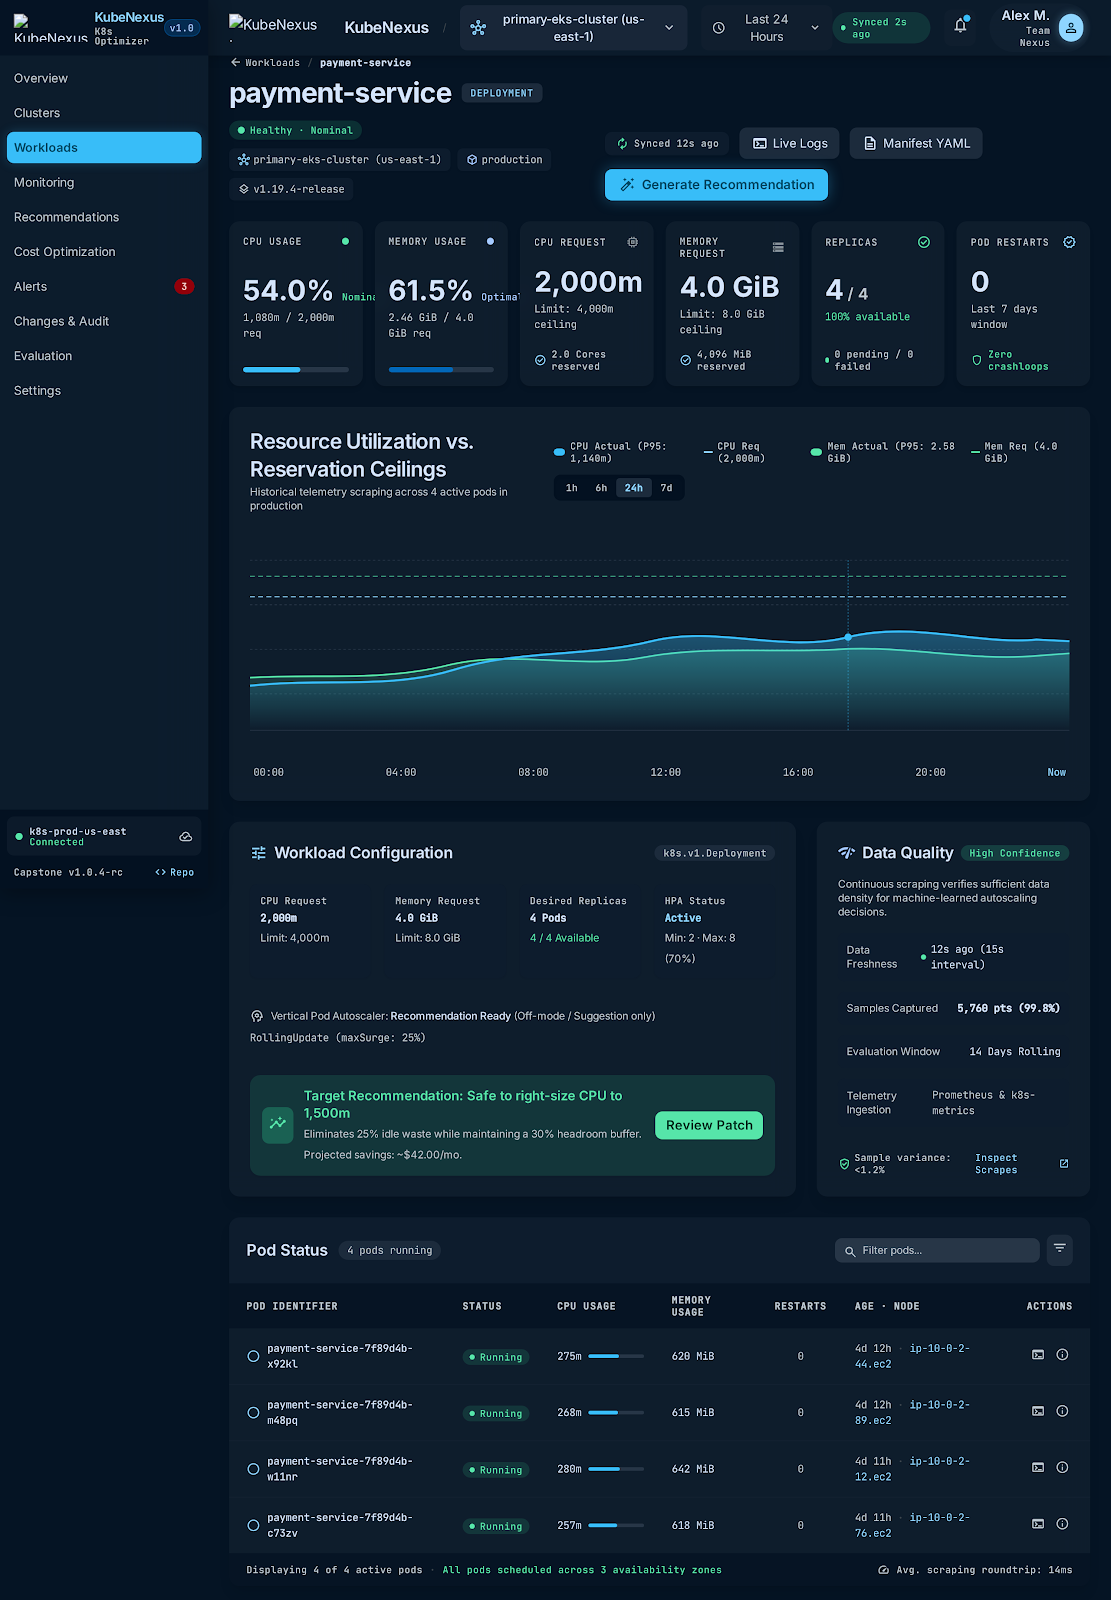 KubeNexus
KubeNexus
K8s
Optimizer
v1.0
KubeNexus
KubeNexus
/
primary-eks-cluster (us-
east-1)
Last 24
Hours
Synced 2s
ago
Alex M.
Team
Nexus
Overview
Clusters
Workloads
Monitoring
Recommendations
Cost Optimization
Alerts
3
Changes & Audit
Evaluation
Settings
k8s-prod-us-east
Connected
Capstone v1.0.4-rc
Repo
Workloads / payment-service
payment-service
DEPLOYMENT
Healthy · Nominal
primary-eks-cluster (us-east-1)
production
v1.19.4-release
Synced 12s ago
Live Logs
Manifest YAML
Generate Recommendation
CPU USAGE
54.0% Nomina
1,080m / 2,000m
req
MEMORY USAGE
61.5% Optimal
2.46 GiB / 4.0
GiB req
CPU REQUEST
2,000m
Limit: 4,000m
ceiling
2.0 Cores
reserved
MEMORY
REQUEST
4.0 GiB
Limit: 8.0 GiB
ceiling
4,096 MiB
reserved
REPLICAS
4 / 4
100% available
0 pending / 0
failed
POD RESTARTS
0
Last 7 days
window
Zero
crashloops
Resource Utilization vs.
Reservation Ceilings
Historical telemetry scraping across 4 active pods in
production
CPU Actual (P95:
1,140m)
CPU Req
(2,000m)
Mem Actual (P95: 2.58
GiB)
Mem Req (4.0
GiB)
1h 6h 24h 7d
00:00 04:00 08:00 12:00 16:00 20:00 Now
Workload Configuration
k8s.v1.Deployment
CPU Request
2,000m
Limit: 4,000m
Memory Request
4.0 GiB
Limit: 8.0 GiB
Desired Replicas
4 Pods
4 / 4 Available
HPA Status
Active
Min: 2 · Max: 8
(70%)
Vertical Pod Autoscaler: Recommendation Ready (Off-mode / Suggestion only)
RollingUpdate (maxSurge: 25%)
Target Recommendation: Safe to right-size CPU to
1,500m
Eliminates 25% idle waste while maintaining a 30% headroom buffer.
Projected savings: ~$42.00/mo.
Review Patch
Data Quality
High Confidence
Continuous scraping verifies sufficient data
density for machine-learned autoscaling
decisions.
Data
Freshness
12s ago (15s
interval)
Samples Captured 5,760 pts (99.8%)
Evaluation Window 14 Days Rolling
Telemetry
Ingestion
Prometheus & k8s-
metrics
Sample variance:
<1.2%
Inspect
Scrapes
Pod Status
4 pods running
Filter pods...
POD IDENTIFIER STATUS CPU USAGE MEMORY
USAGE RESTARTS AGE · NODE ACTIONS
payment-service-7f89d4b-
x92kl
Running 275m 620 MiB 0
4d 12h · ip-10-0-2-
44.ec2
payment-service-7f89d4b-
m48pq
Running 268m 615 MiB 0
4d 12h · ip-10-0-2-
89.ec2
payment-service-7f89d4b-
w11nr
Running 280m 642 MiB 0
4d 11h · ip-10-0-2-
12.ec2
payment-service-7f89d4b-
c73zv
Running 257m 618 MiB 0
4d 11h · ip-10-0-2-
76.ec2
Displaying 4 of 4 active pods · All pods scheduled across 3 availability zones
Avg. scraping roundtrip: 14ms